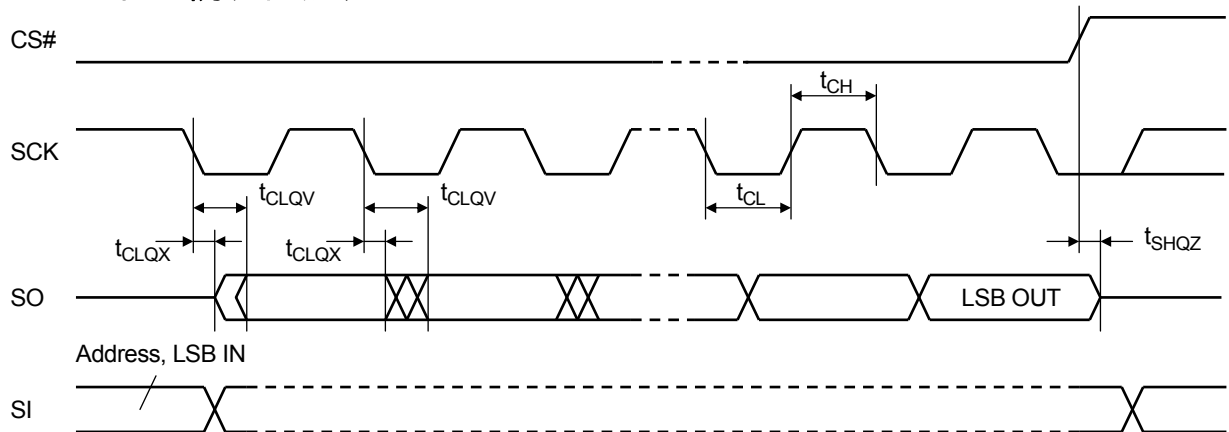 CS#
t_CH
SCK
t_CLQV t_CLQV t_CL
t_CLQX t_CLQX t_SHQZ
SO LSB OUT
Address, LSB IN
SI